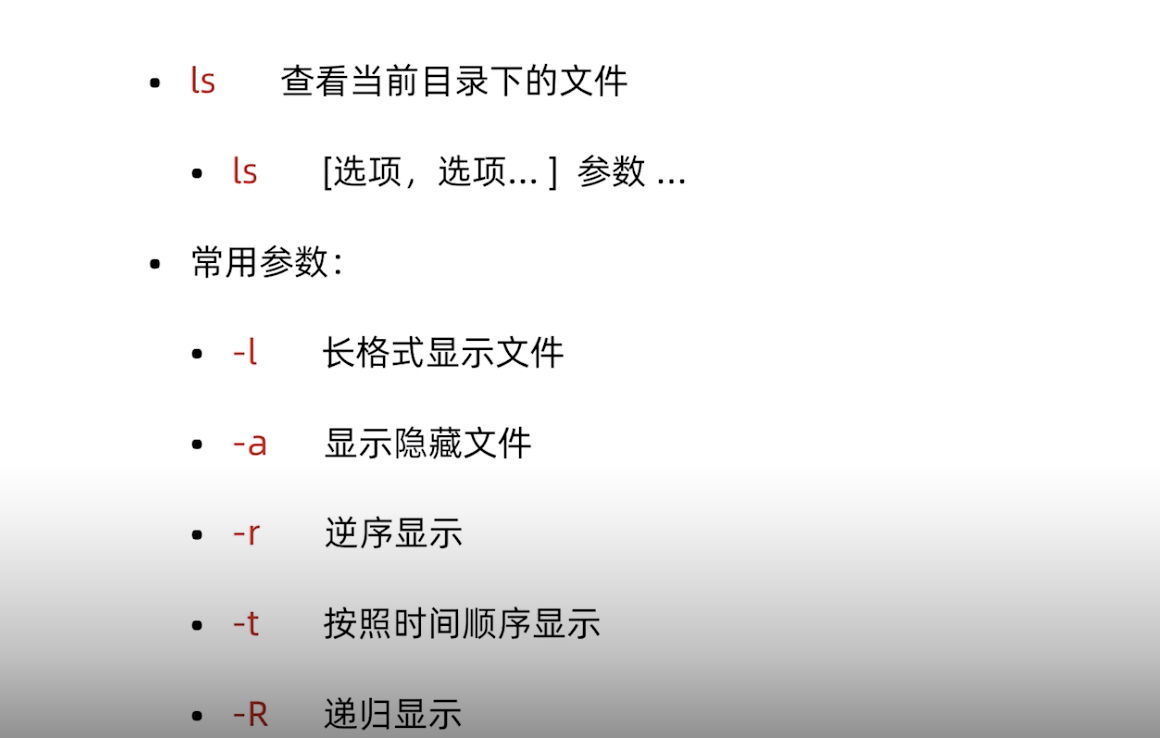 • ls 查看当前目录下的文件
• ls [选项，选项... ] 参数 ...
• 常用参数：
• -l 长格式显示文件
• -a 显示隐藏文件
• -r 逆序显示
• -t 按照时间顺序显示
• -R 递归显示